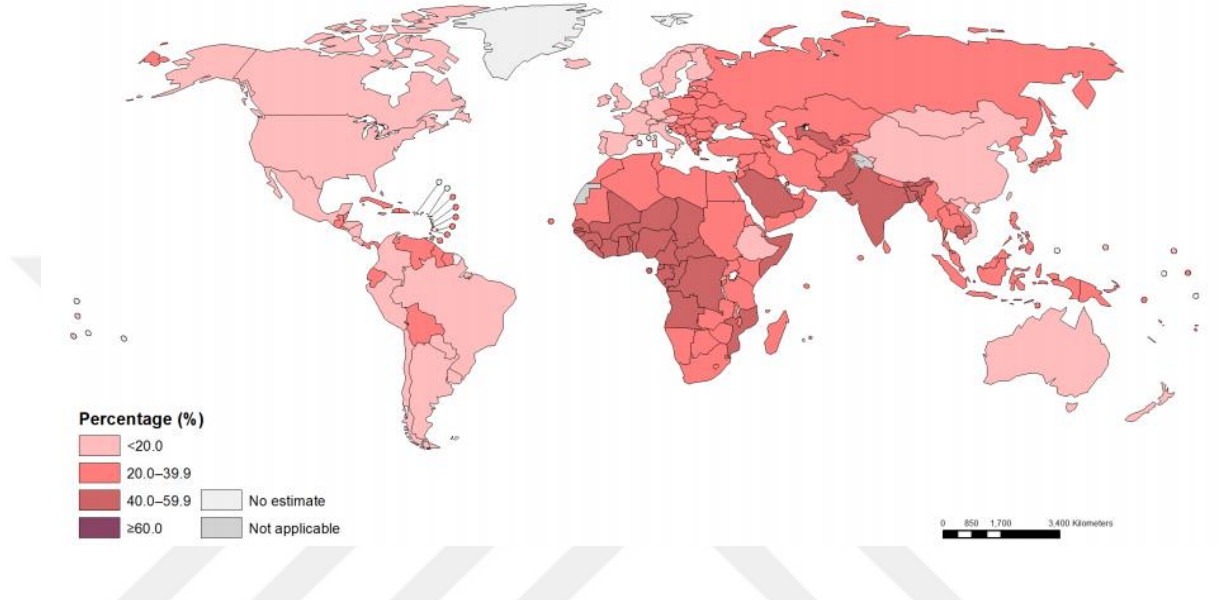 Percentage (%)
<20.0
20.0–39.9
40.0–59.9
≥60.0
No estimate
Not applicable
0 850 1,700 3,400 Kilometers